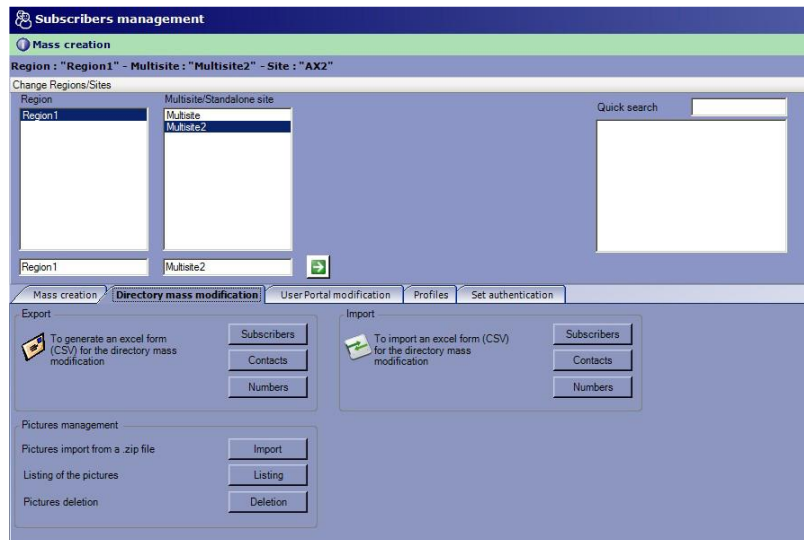 Subscribers management
Mass creation
Region : "Region1" - Multisite : "Multisite2" - Site : "AX2"
Change Regions/Sites
Region
Multisite/Standalone site
Quick search
Region1
Multisite
Multisite2
Region1
Multisite2
Mass creation
Directory mass modification
User Portal modification
Profiles
Set authentication
Export
To generate an excel form
(CSV) for the directory mass
modification
Subscribers
Contacts
Numbers
Import
To import an excel form (CSV)
for the directory mass
modification
Subscribers
Contacts
Numbers
Pictures management
Pictures import from a .zip file
Import
Listing of the pictures
Listing
Pictures deletion
Deletion